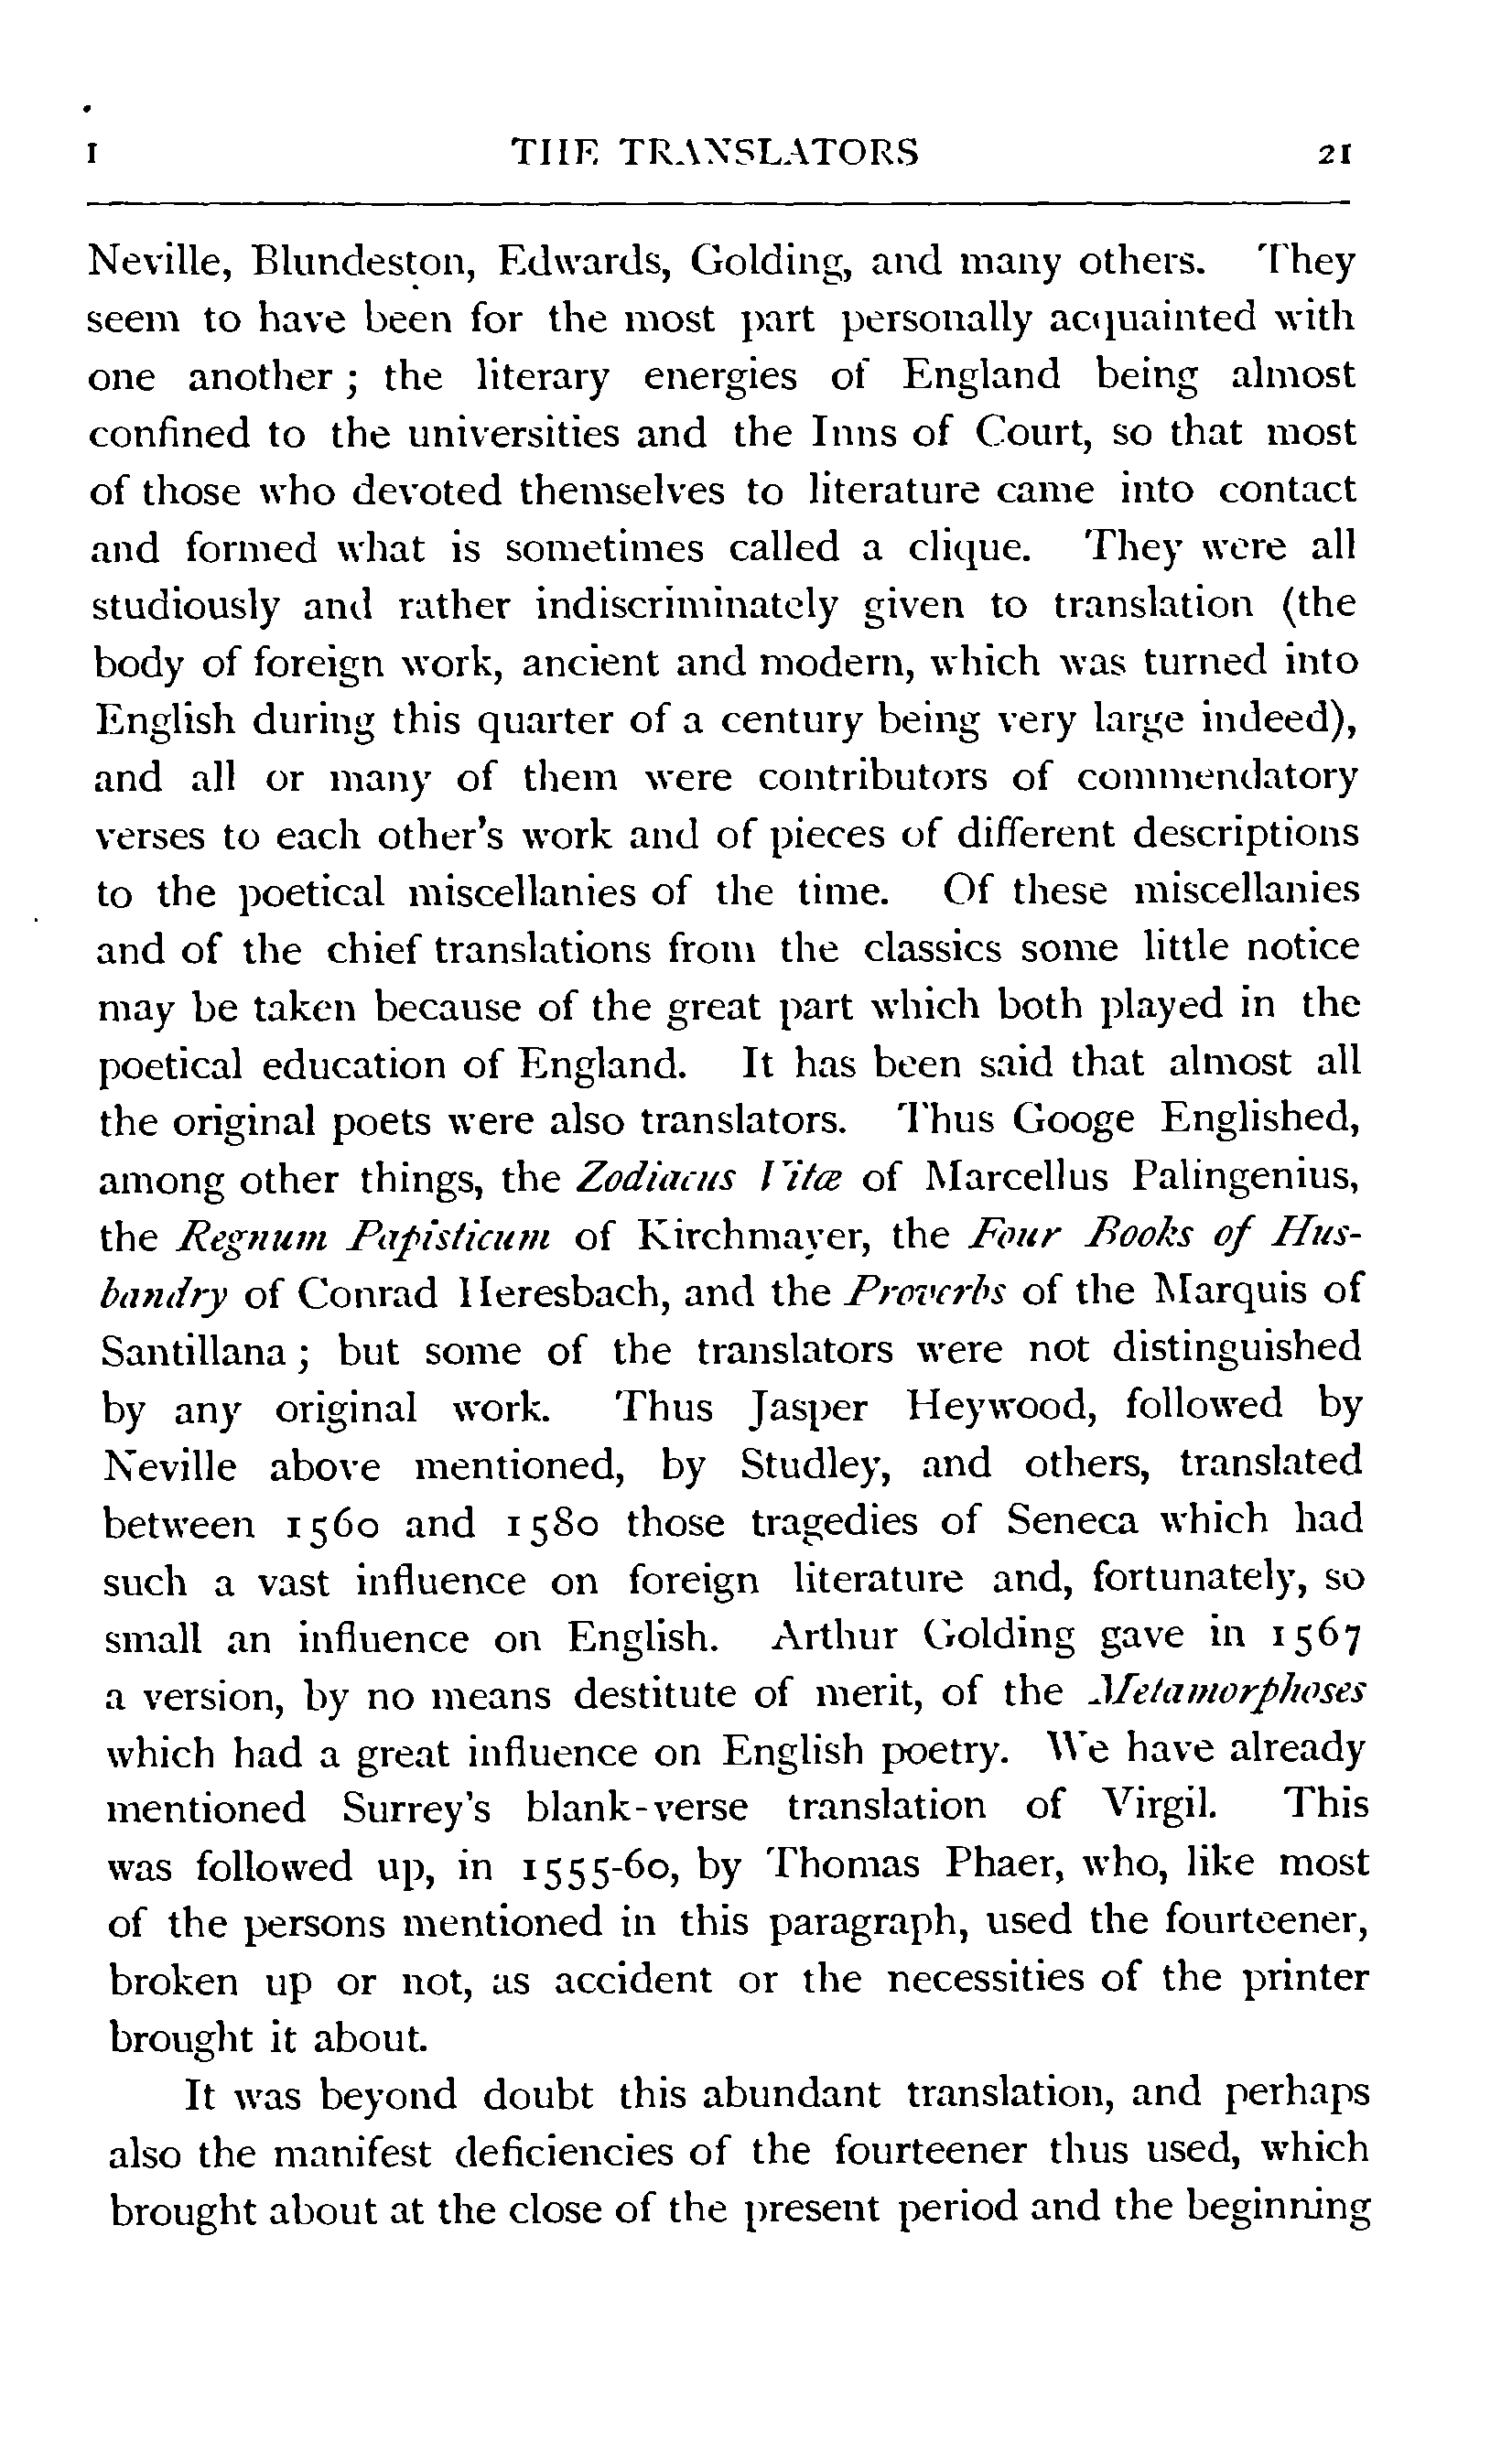 I THE TRANSLATORS 21
Neville, Blundeston, Edwards, Golding, and many others. They
seem to have been for the most part personally acquainted with
one another ; the literary energies of England being almost
confined to the universities and the Inns of Court, so that most
of those who devoted themselves to literature came into contact
and formed what is sometimes called a clique. They were all
studiously and rather indiscriminately given to translation (the
body of foreign work, ancient and modern, which was turned into
English during this quarter of a century being very large indeed),
and all or many of them were contributors of commendatory
verses to each other's work and of pieces of different descriptions
to the poetical miscellanies of the time. Of these miscellanies
and of the chief translations from the classics some little notice
may be taken because of the great part which both played in the
poetical education of England. It has been said that almost all
the original poets were also translators. Thus Googe Englished,
among other things, the Zodiacus Vitæ of Marcellus Palingenius,
the Regnum Papisticum of Kirchmayer, the Four Books of Hus-
bandry of Conrad Heresbach, and the Proverbs of the Marquis of
Santillana ; but some of the translators were not distinguished
by any original work. Thus Jasper Heywood, followed by
Neville above mentioned, by Studley, and others, translated
between 1560 and 1580 those tragedies of Seneca which had
such a vast influence on foreign literature and, fortunately, so
small an influence on English. Arthur Golding gave in 1567
a version, by no means destitute of merit, of the Metamorphoses
which had a great influence on English poetry. We have already
mentioned Surrey's blank-verse translation of Virgil. This
was followed up, in 1555-60, by Thomas Phaer, who, like most
of the persons mentioned in this paragraph, used the fourteener,
broken up or not, as accident or the necessities of the printer
brought it about.
It was beyond doubt this abundant translation, and perhaps
also the manifest deficiencies of the fourteener thus used, which
brought about at the close of the present period and the beginning